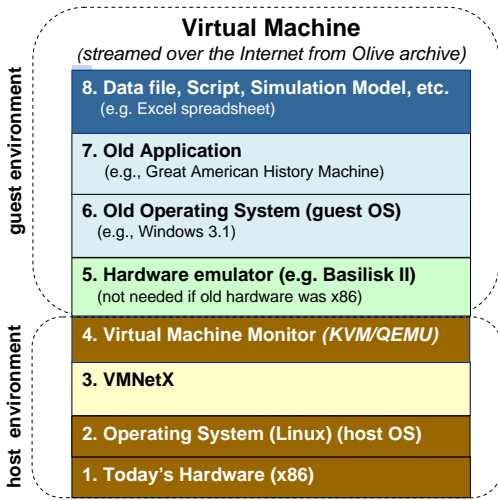 Virtual Machine
(streamed over the Internet from Olive archive)
guest environment
8. Data file, Script, Simulation Model, etc.
(e.g. Excel spreadsheet)
7. Old Application
(e.g., Great American History Machine)
6. Old Operating System (guest OS)
(e.g., Windows 3.1)
5. Hardware emulator (e.g. Basilisk II)
(not needed if old hardware was x86)
host environment
4. Virtual Machine Monitor (KVM/QEMU)
3. VMNetX
2. Operating System (Linux) (host OS)
1. Today's Hardware (x86)